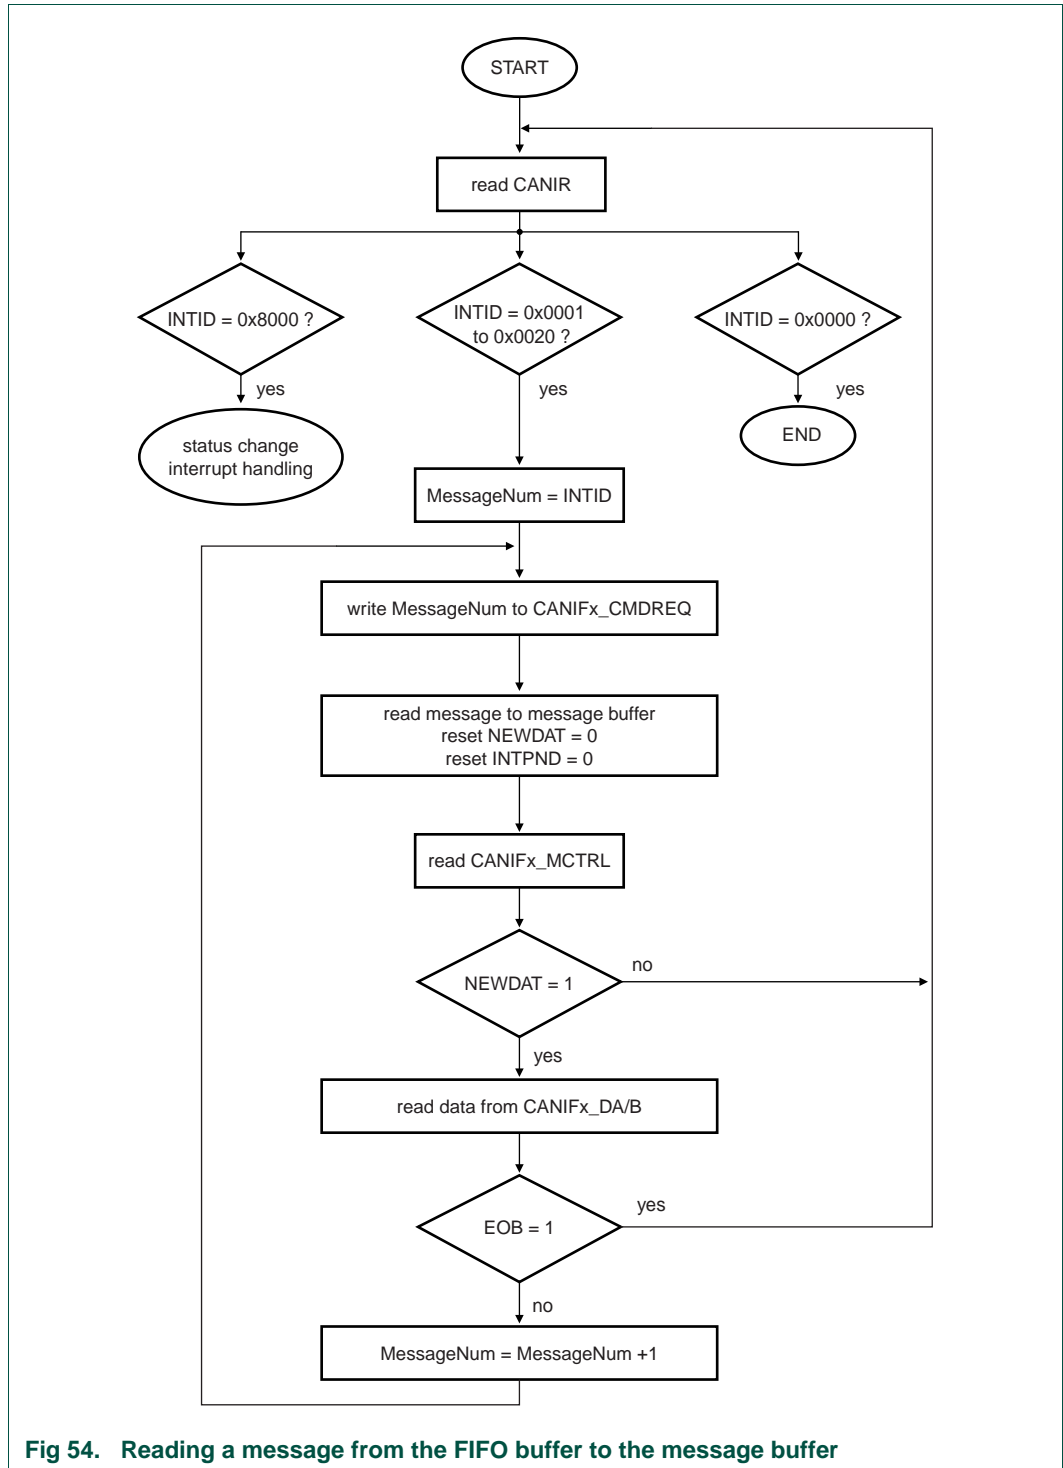 START
read CANIR
INTID = 0x8000 ?
INTID = 0x0001
to 0x0020 ?
INTID = 0x0000 ?
yes
yes
yes
status change
interrupt handling
END
MessageNum = INTID
write MessageNum to CANIFx_CMDREQ
read message to message buffer
reset NEWDAT = 0
reset INTPND = 0
read CANIFx_MCTRL
NEWDAT = 1
no
yes
read data from CANIFx_DA/B
EOB = 1
yes
no
MessageNum = MessageNum +1
Fig 54. Reading a message from the FIFO buffer to the message buffer